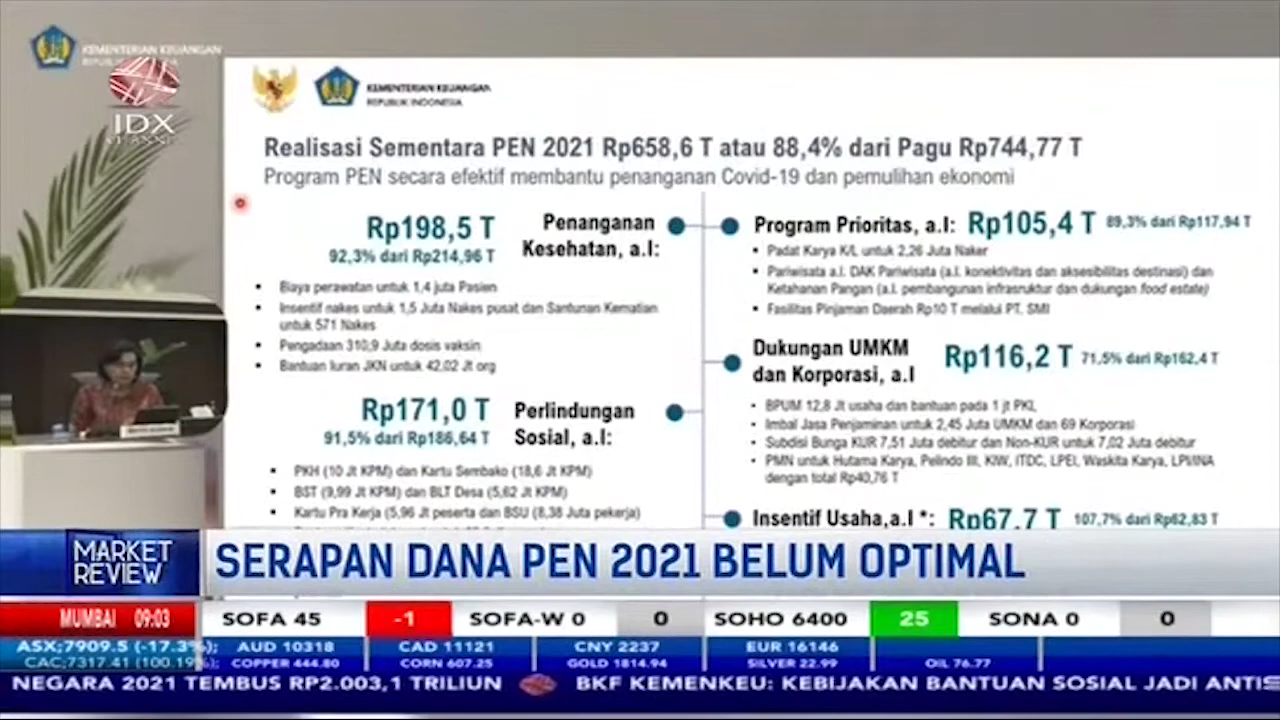 KEMENTERIAN KEUANGAN
IDX
CHANNEL
KEMENTERIAN KEUANGAN
REPUBLIK INDONESIA
Realisasi Sementara PEN 2021 Rp658,6 T atau 88,4% dari Pagu Rp744,77 T
Program PEN secara efektif membantu penanganan Covid-19 dan pemulihan ekonomi
Rp198,5 T
92,3% dari Rp214,96 T
Penanganan
Kesehatan, a.l:
Biaya perawatan untuk 1,4 juta Pasien
Insentif nakes untuk 1,5 Juta Nakes pusat dan Santunan Kematian
untuk 571 Nakes
Pengadaan 310,9 Juta dosis vaksin
Bantuan Iuran JKN untuk 42,02 Jt org
Rp171,0 T
91,5% dari Rp186,64 T
Perlindungan
Sosial, a.l:
PKH (10 Jt KPM) dan Kartu Sembako (18,6 Jt KPM)
BST (9,99 Jt KPM) dan BLT Desa (5,62 Jt KPM)
Kartu Pra Kerja (5,96 Jt peserta dan BSU (8,38 Juta pekerja)
Program Prioritas, a.l: Rp105,4 T 89,3% dari Rp117,94 T
Padat Karya K/L untuk 2,26 Juta Naker
Pariwisata a.l. DAK Pariwisata (a.l. konektivitas dan aksesibilitas destinasi) dan
Ketahanan Pangan (a.l. pembangunan infrasruktur dan dukungan food estate)
Fasilitas Pinjaman Daerah Rp10 T melalui PT. SMI
Dukungan UMKM
dan Korporasi, a.l
Rp116,2 T 71,5% dari Rp162,4 T
BPUM 12,8 Jt usaha dan bantuan pada 1 jt PKL
Imbal Jasa Penjaminan untuk 2,45 Juta UMKM dan 69 Korporasi
Subdisi Bunga KUR 7,51 Juta debitur dan Non-KUR untuk 7,02 Juta debitur
PMN untuk Hutama Karya, Pelindo III, KIW, ITDC, LPEI, Waskita Karya, LPI/INA
dengan total Rp40,76 T
Insentif Usaha,a.l *: Rp67,7 T 107,7% dari Rp62,83 T
MARKET
REVIEW
SERAPAN DANA PEN 2021 BELUM OPTIMAL
MUMBAI 09:03
SOFA 45 -1 SOFA-W 0 0 SOHO 6400 25 SONA 0 0
ASX;7909.5 (-17.3%); AUD 10318 CAD 11121 CNY 2237 EUR 16146
CAC;7317.41 (100.19%); COPPER 444.80 CORN 607.25 GOLD 1814.94 SILVER 22.99 OIL 76.77
NEGARA 2021 TEMBUS RP2.003,1 TRILIUN BKF KEMENKEU: KEBIJAKAN BANTUAN SOSIAL JADI ANTIS